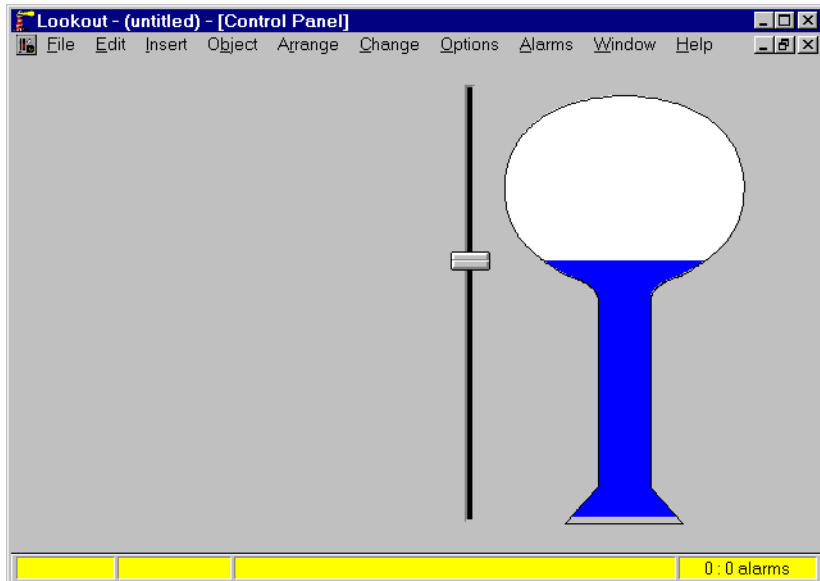 Lookout - (untitled) - [Control Panel]
File Edit Insert Object Arrange Change Options Alarms Window Help
0 : 0 alarms